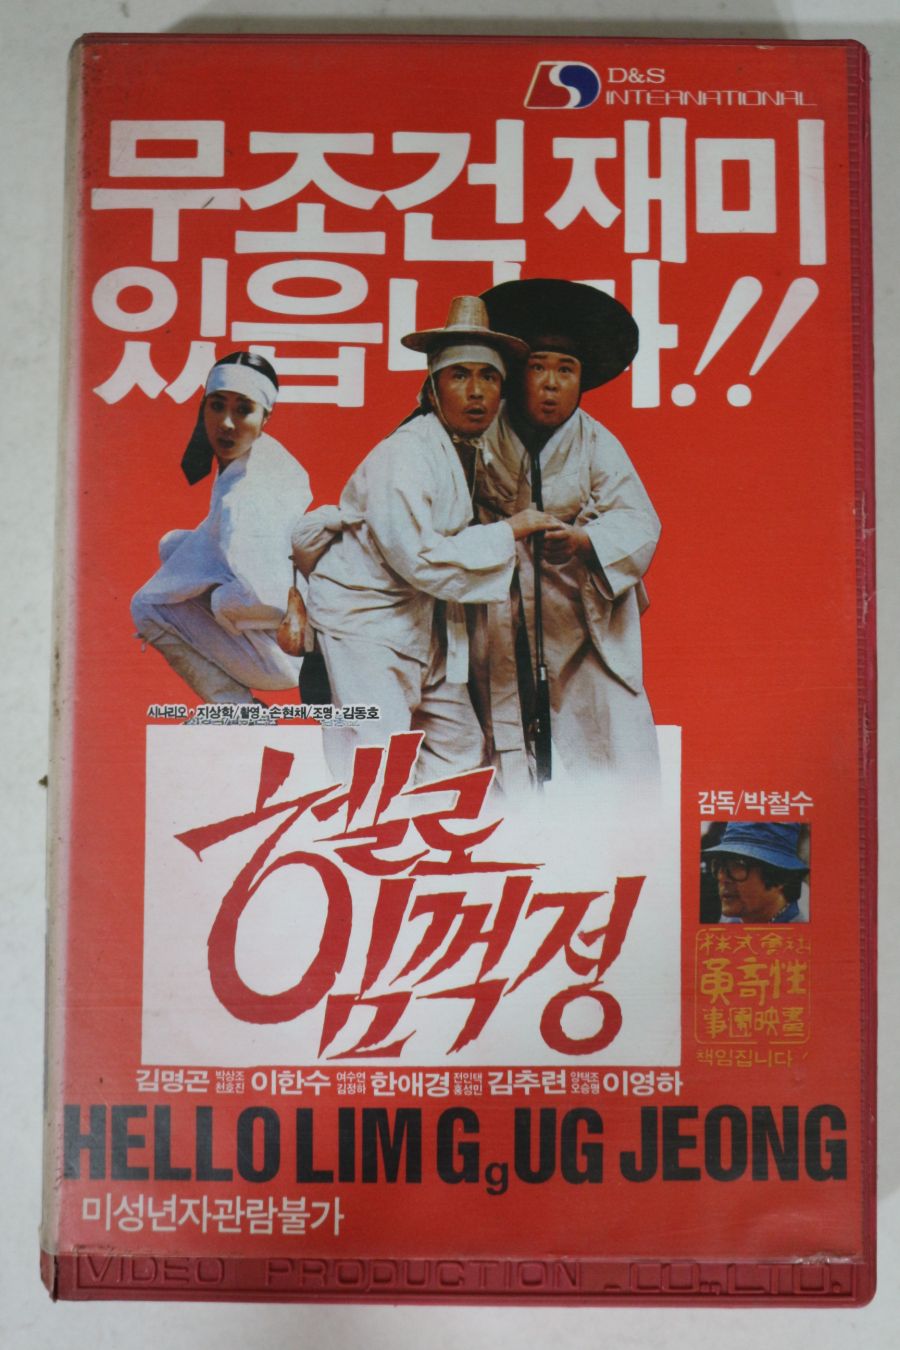 D&S
INTERNATIONAL
무조건 재미
있읍니다.!!
시나리오·지상학/촬영·손현채/조명·김동호
헬로
임꺽정
감독/박철수
株式會社
黃奇性
事團映畫
책임집니다!
김명곤 박상조 천호진 이한수 여수연 김정하 한애경 전인택 홍성민 김추련 양택조 오승명 이영하
HELLO LIM GgUG JEONG
미성년자관람불가
VIDEO PRODUCTION .CO.,LTD.